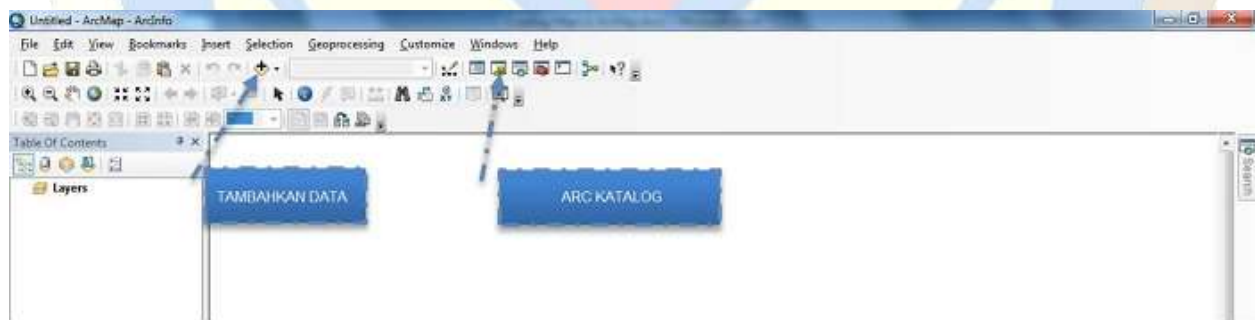 Untitled - ArcMap - ArcInfo
File Edit View Bookmarks Insert Selection Geoprocessing Customize Windows Help
Table Of Contents
Layers
TAMBAHKAN DATA
ARC KATALOG
Search